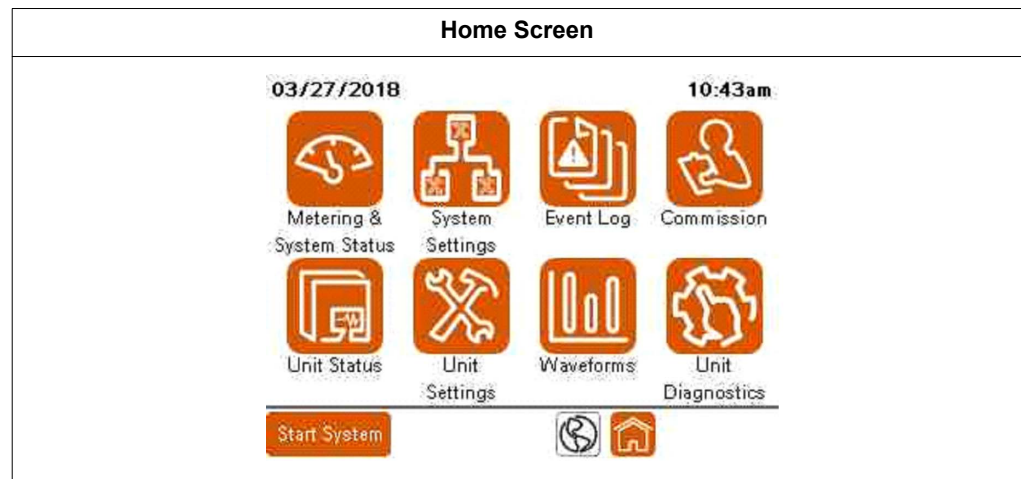 Home Screen
03/27/2018 10:43am
Metering & System Event Log Commission
System Status Settings
Unit Status Unit Waveforms Unit
Settings Diagnostics
Start System